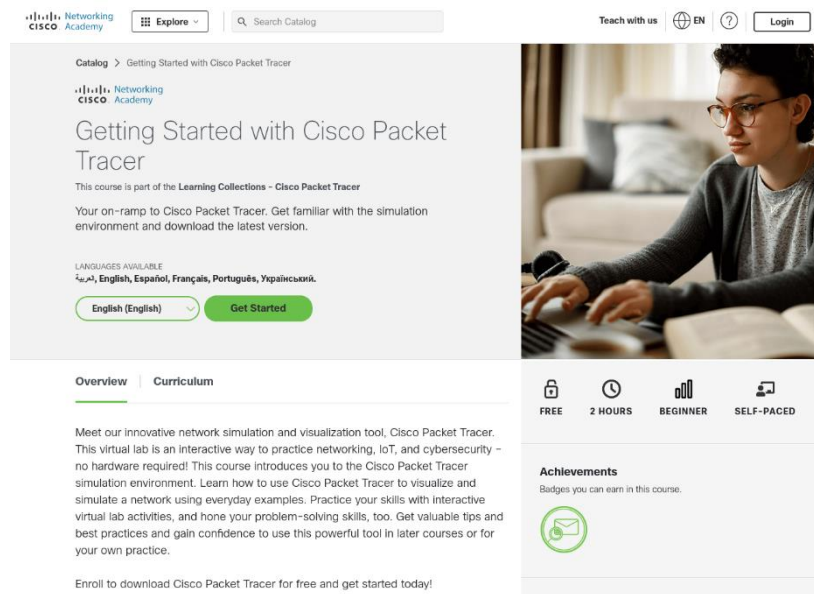 Networking
CISCO Academy
Explore
Search Catalog
Teach with us
EN
?
Login
Catalog > Getting Started with Cisco Packet Tracer
Networking
CISCO Academy
Getting Started with Cisco Packet
Tracer
This course is part of the Learning Collections - Cisco Packet Tracer
Your on-ramp to Cisco Packet Tracer. Get familiar with the simulation
environment and download the latest version.
LANGUAGES AVAILABLE
العربية, English, Español, Français, Português, Український.
English (English)
Get Started
Overview
Curriculum
FREE
2 HOURS
BEGINNER
SELF-PACED
Meet our innovative network simulation and visualization tool, Cisco Packet Tracer.
This virtual lab is an interactive way to practice networking, IoT, and cybersecurity –
no hardware required! This course introduces you to the Cisco Packet Tracer
simulation environment. Learn how to use Cisco Packet Tracer to visualize and
simulate a network using everyday examples. Practice your skills with interactive
virtual lab activities, and hone your problem-solving skills, too. Get valuable tips and
best practices and gain confidence to use this powerful tool in later courses or for
your own practice.
Enroll to download Cisco Packet Tracer for free and get started today!
Achievements
Badges you can earn in this course.